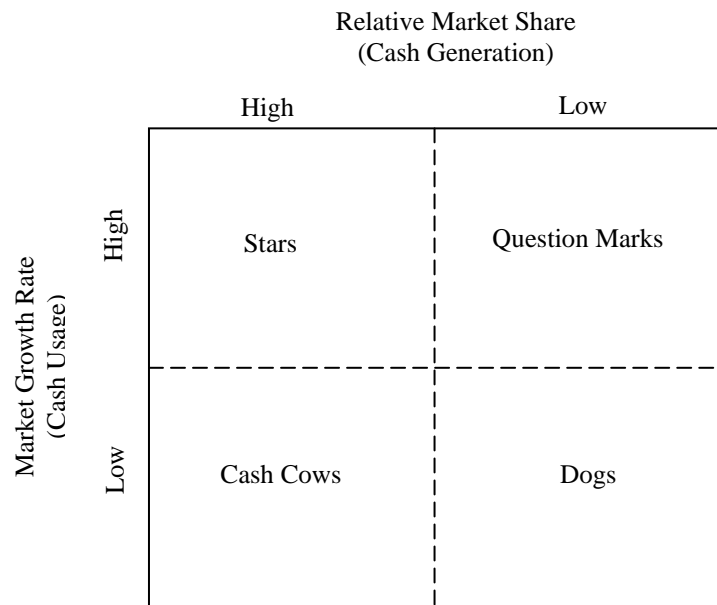 Relative Market Share
(Cash Generation)
High
Low
Market Growth Rate
(Cash Usage)
High
Stars
Question Marks
Low
Cash Cows
Dogs